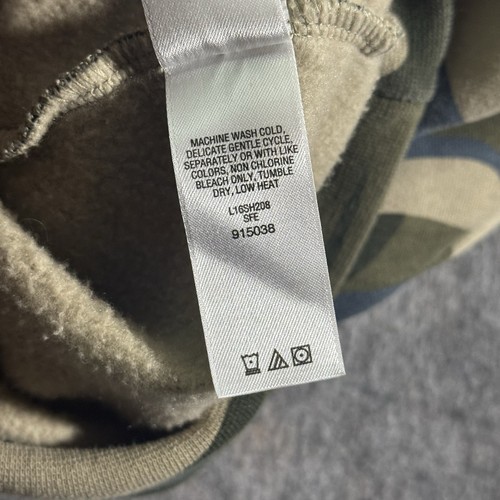 MACHINE WASH COLD,
DELICATE GENTLE CYCLE,
SEPARATELY OR WITH LIKE
COLORS, NON CHLORINE
BLEACH ONLY, TUMBLE
DRY, LOW HEAT
L16SH208
SFE
915038